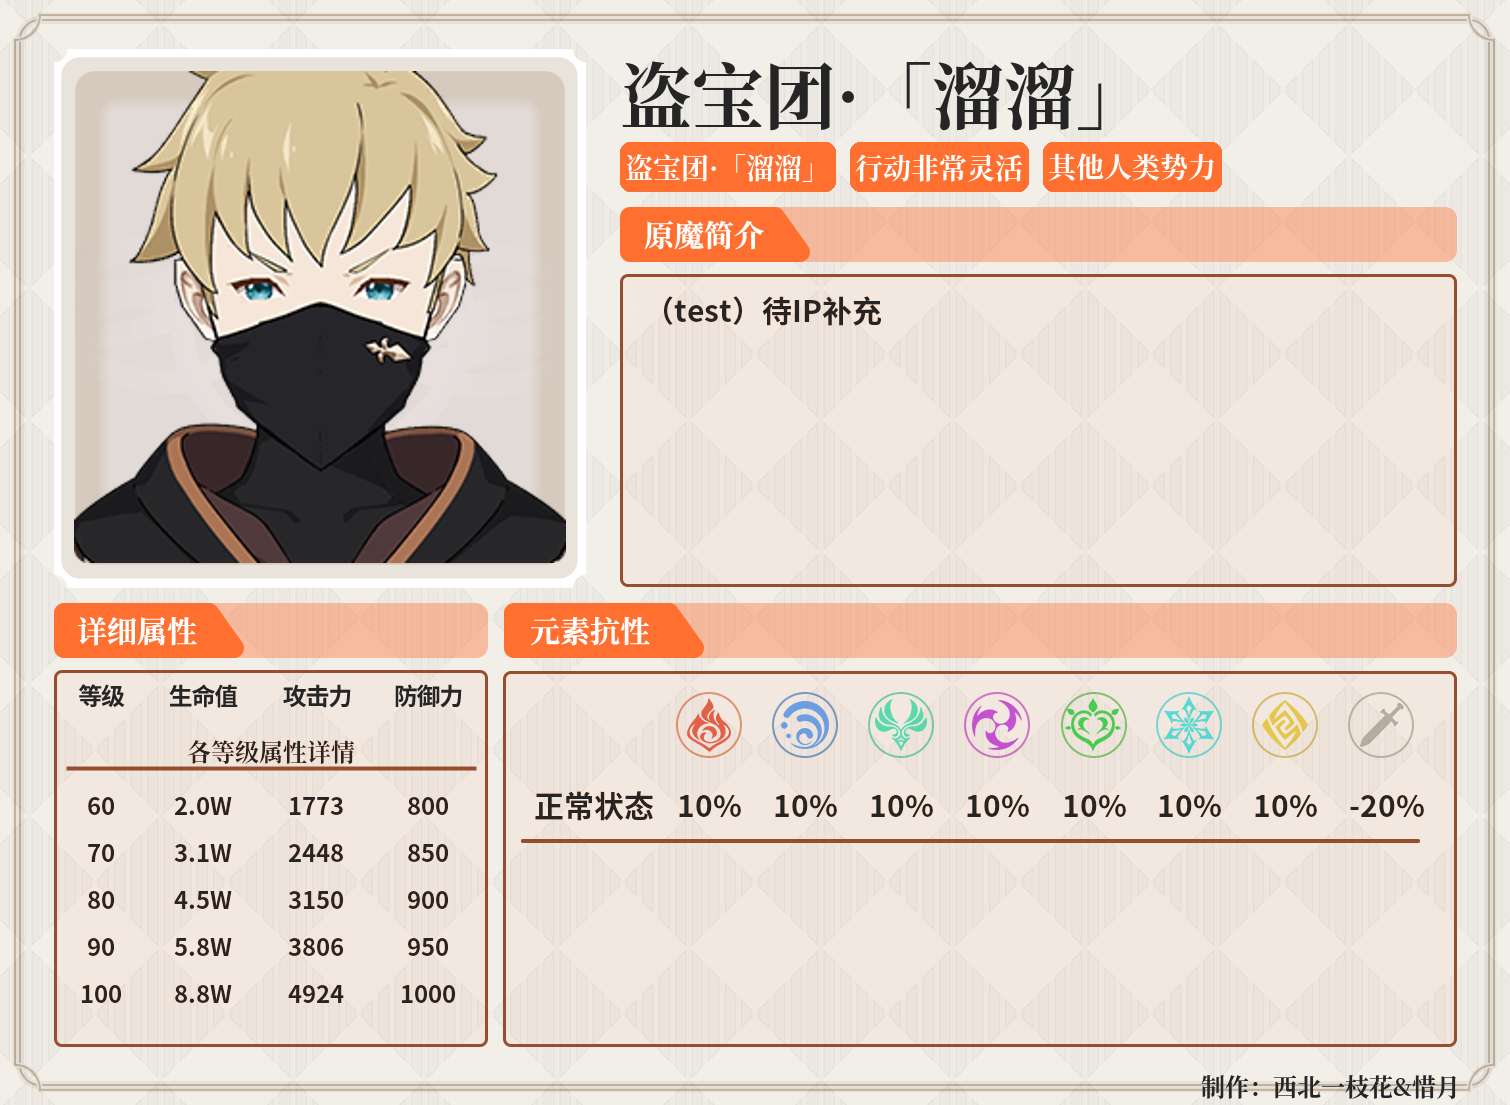 盗宝团·「溜溜」
盗宝团·「溜溜」 行动非常灵活 其他人类势力
原魔简介
（test）待IP补充
详细属性
等级 生命值 攻击力 防御力
各等级属性详情
60 2.0W 1773 800
70 3.1W 2448 850
80 4.5W 3150 900
90 5.8W 3806 950
100 8.8W 4924 1000
元素抗性
正常状态 10% 10% 10% 10% 10% 10% 10% -20%
制作：西北一枝花&惜月